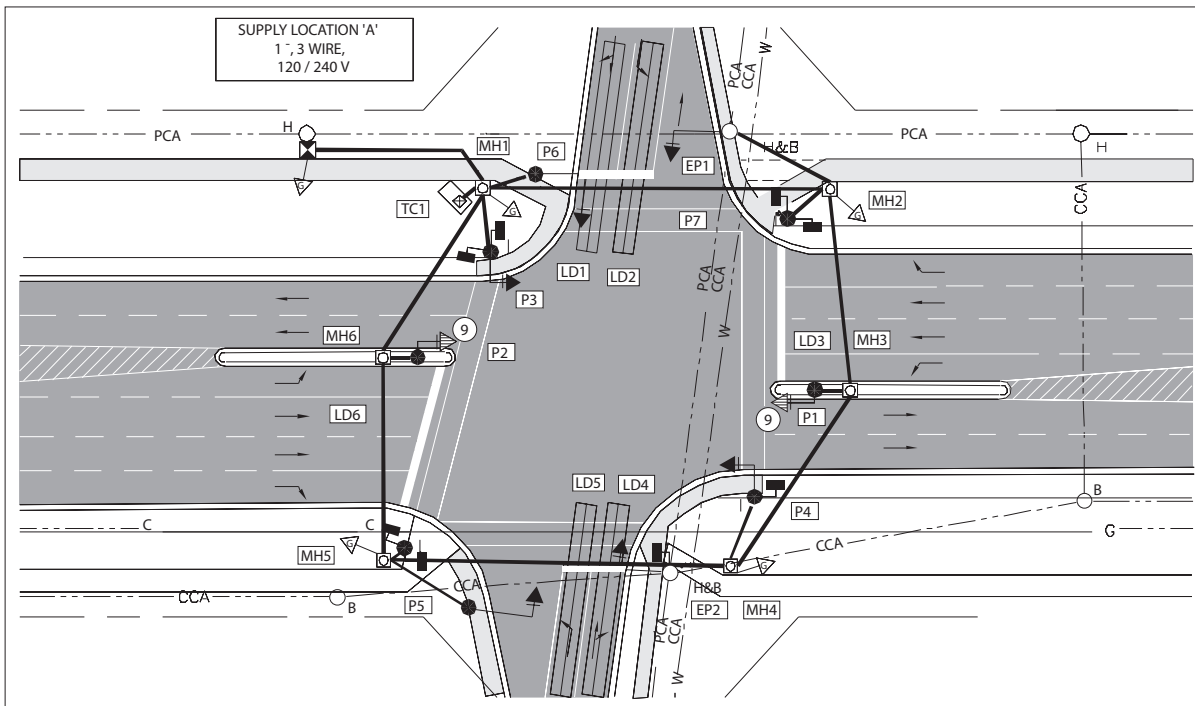 SUPPLY LOCATION 'A'
1 ~, 3 WIRE,
120 / 240 V
PCA
CCA
W
PCA
H
MH1
P6
EP1
H&B
PCA
H
TC1
G
G
MH2
G
CCA
P7
LD1
LD2
P3
PCA
CCA
W
MH6
9
P2
LD3
MH3
LD6
9
P1
LD5
LD4
P4
B
C
C
G
G
MH5
CCA
G
CCA
CCA
B
P5
H&B
EP2
MH4
PCA
CCA
W